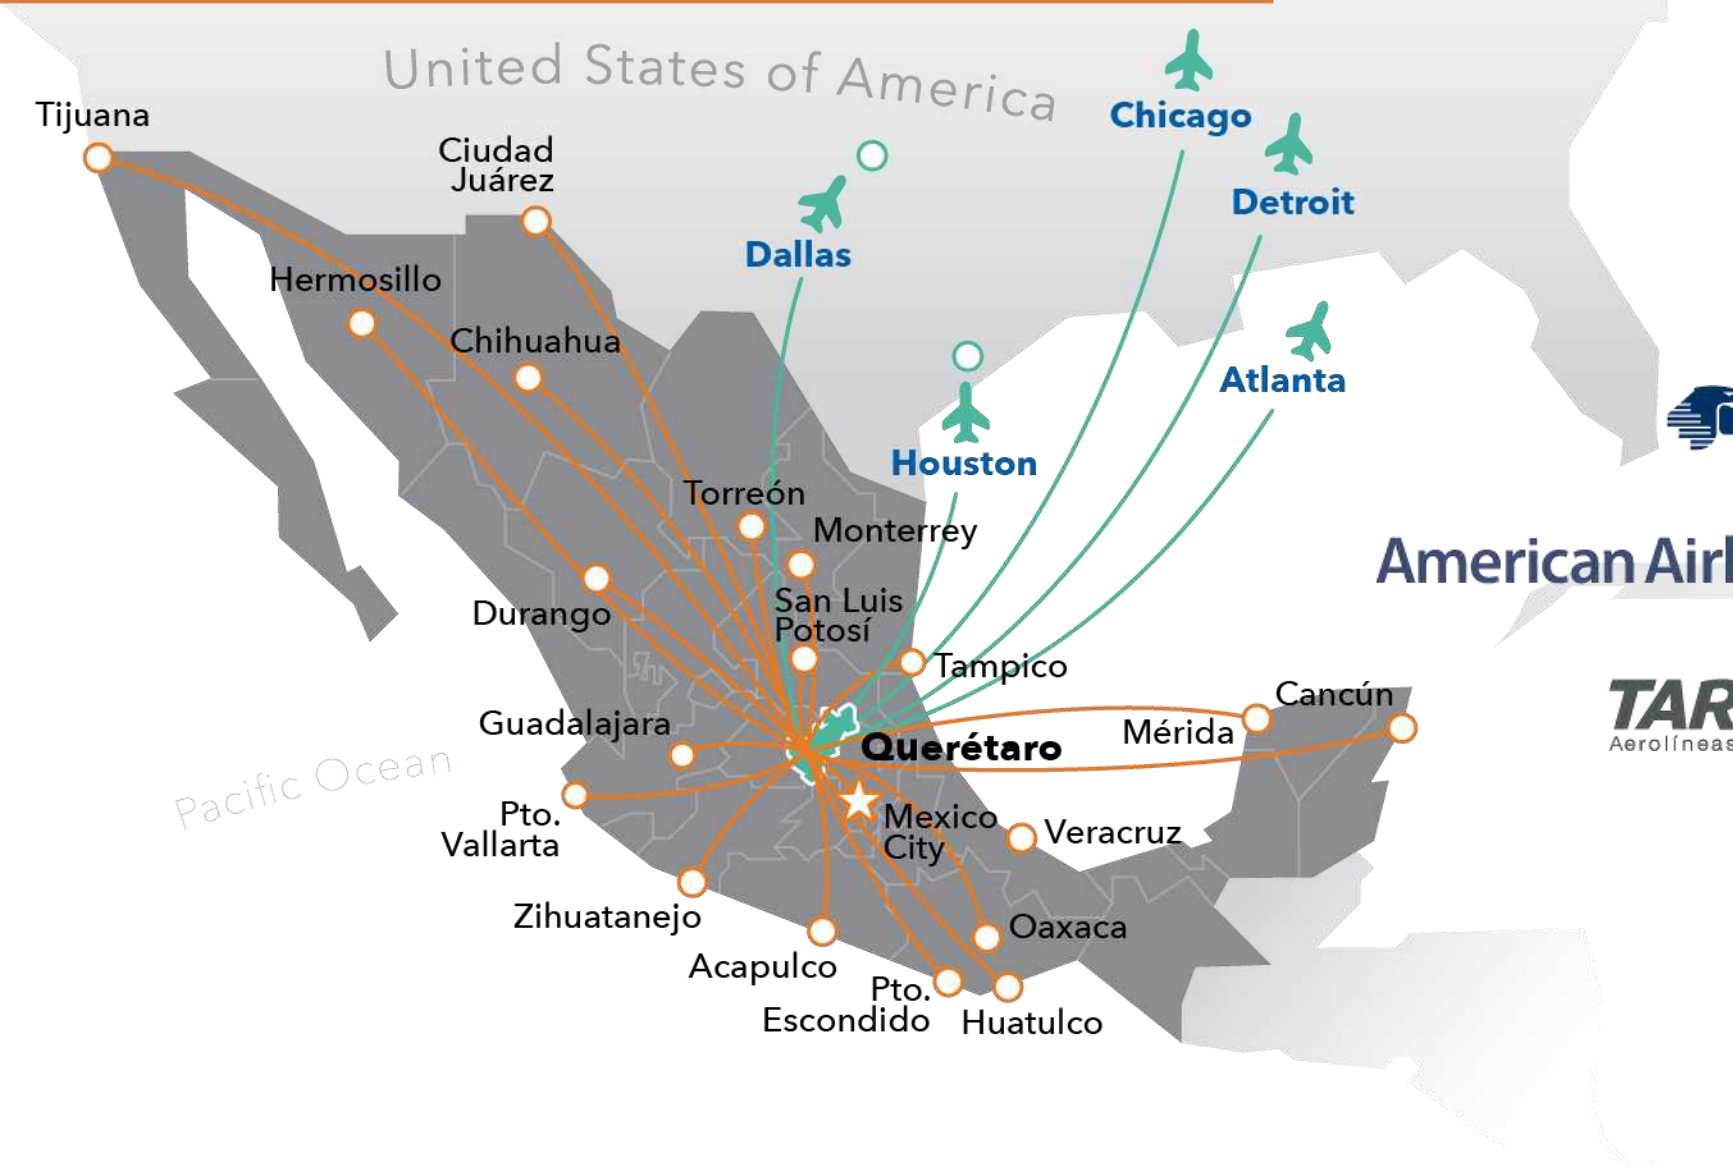 United States of America
Chicago
Tijuana
Ciudad
Juárez
Detroit
Dallas
Hermosillo
Chihuahua
Atlanta
Houston
Torreón
Monterrey
American Airl
San Luis
Potosí
Durango
Tampico
Cancún
TAR
Aerolíneas
Guadalajara
Mérida
Querétaro
Pacific Ocean
Pto.
Vallarta
Mexico
City
Veracruz
Zihuatanejo
Oaxaca
Acapulco
Pto.
Escondido
Huatulco